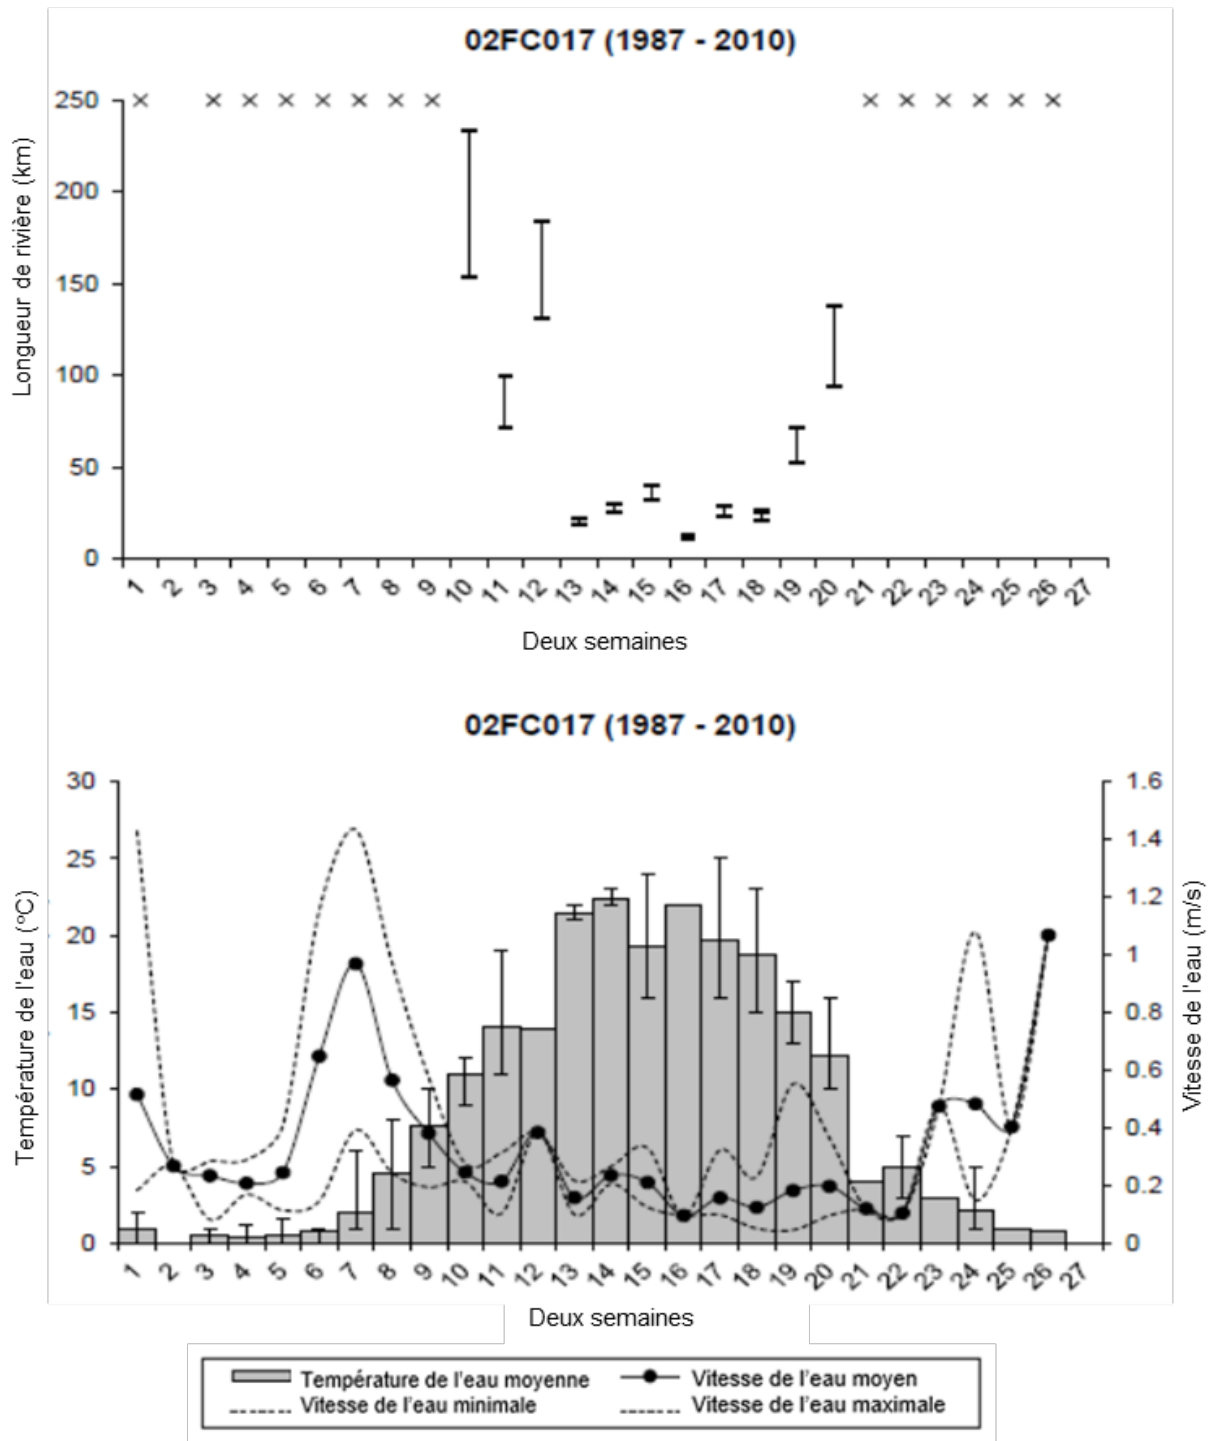 02FC017 (1987 - 2010)
Longueur de rivière (km)
250
200
150
100
50
0
1 2 3 4 5 6 7 8 9 10 11 12 13 14 15 16 17 18 19 20 21 22 23 24 25 26 27
Deux semaines
02FC017 (1987 - 2010)
Température de l'eau (°C)
30
25
20
15
10
5
0
1.6
1.4
1.2
1
0.8
0.6
0.4
0.2
0
Vitesse de l'eau (m/s)
1 2 3 4 5 6 7 8 9 10 11 12 13 14 15 16 17 18 19 20 21 22 23 24 25 26 27
Deux semaines
Température de l'eau moyenne Vitesse de l'eau moyen
Vitesse de l'eau minimale Vitesse de l'eau maximale